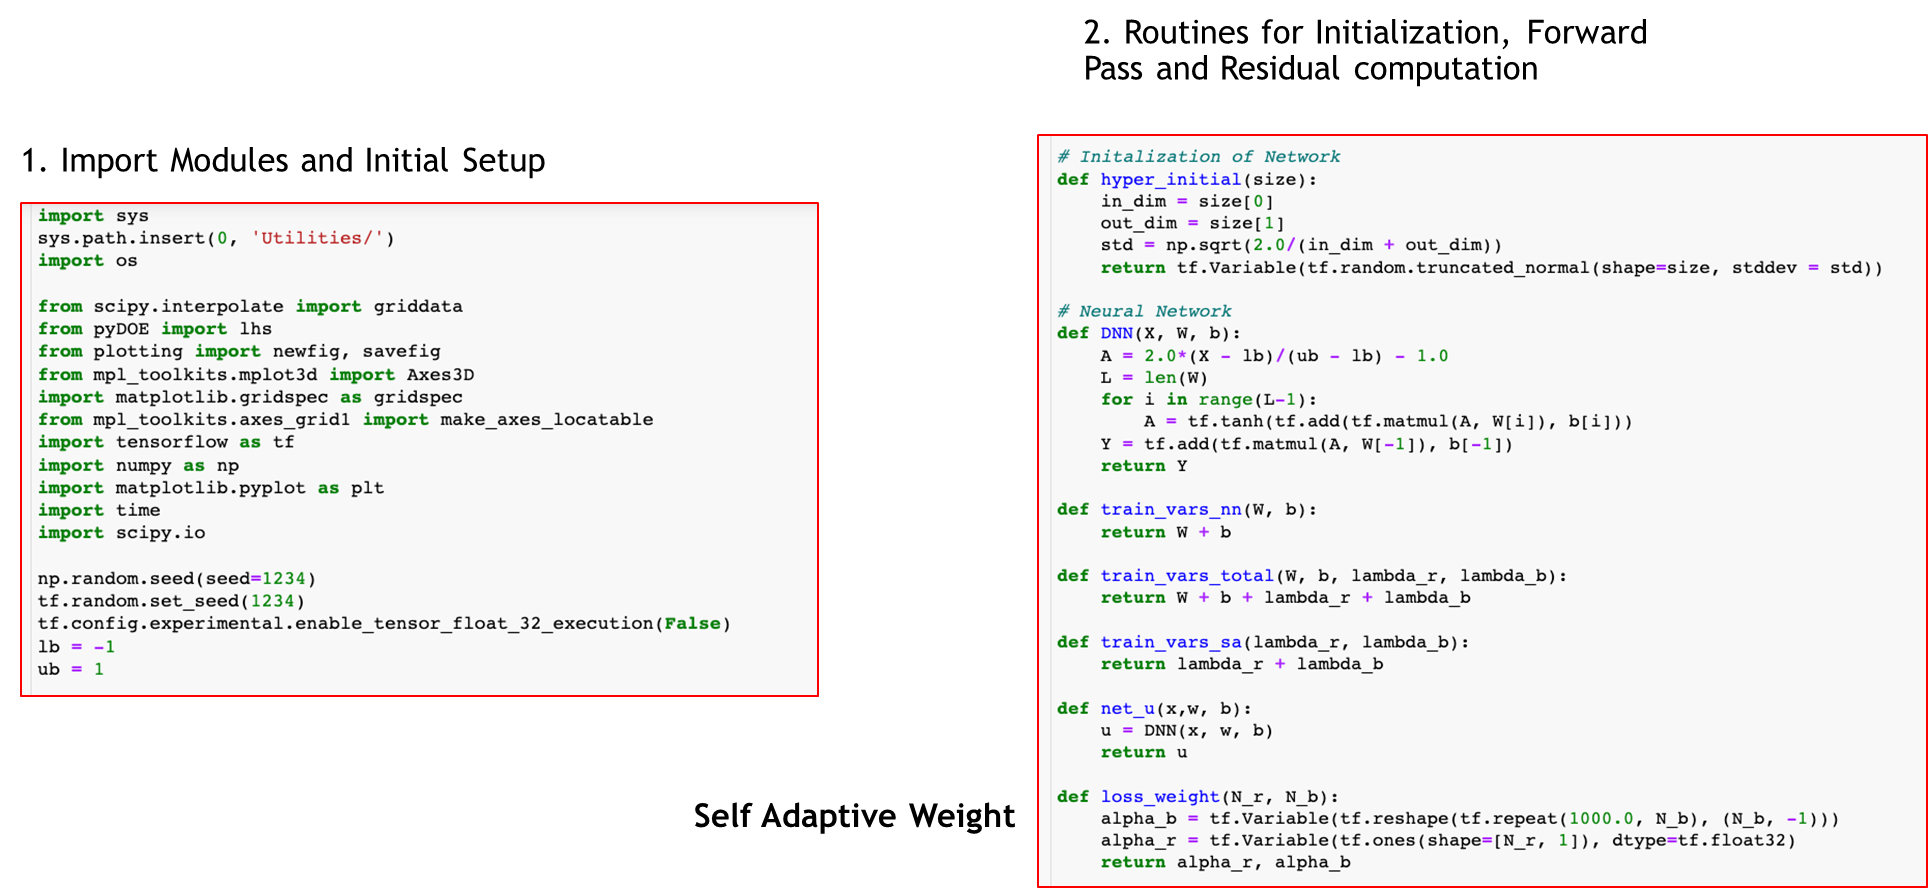 1. Import Modules and Initial Setup
import sys
sys.path.insert(0, 'Utilities/')
import os
from scipy.interpolate import griddata
from pyDOE import lhs
from plotting import newfig, savefig
from mpl_toolkits.mplot3d import Axes3D
import matplotlib.gridspec as gridspec
from mpl_toolkits.axes_grid1 import make_axes_locatable
import tensorflow as tf
import numpy as np
import matplotlib.pyplot as plt
import time
import scipy.io
np.random.seed(seed=1234)
tf.random.set_seed(1234)
tf.config.experimental.enable_tensor_float_32_execution(False)
lb = -1
ub = 1
2. Routines for Initialization, Forward
Pass and Residual computation
# Initalization of Network
def hyper_initial(size):
    in_dim = size[0]
    out_dim = size[1]
    std = np.sqrt(2.0/(in_dim + out_dim))
    return tf.Variable(tf.random.truncated_normal(shape=size, stddev = std))
# Neural Network
def DNN(X, W, b):
    A = 2.0*(X - lb)/(ub - lb) - 1.0
    L = len(W)
    for i in range(L-1):
        A = tf.tanh(tf.add(tf.matmul(A, W[i]), b[i]))
    Y = tf.add(tf.matmul(A, W[-1]), b[-1])
    return Y
def train_vars_nn(W, b):
    return W + b
def train_vars_total(W, b, lambda_r, lambda_b):
    return W + b + lambda_r + lambda_b
def train_vars_sa(lambda_r, lambda_b):
    return lambda_r + lambda_b
def net_u(x,w, b):
    u = DNN(x, w, b)
    return u
Self Adaptive Weight
def loss_weight(N_r, N_b):
    alpha_b = tf.Variable(tf.reshape(tf.repeat(1000.0, N_b), (N_b, -1)))
    alpha_r = tf.Variable(tf.ones(shape=[N_r, 1]), dtype=tf.float32)
    return alpha_r, alpha_b